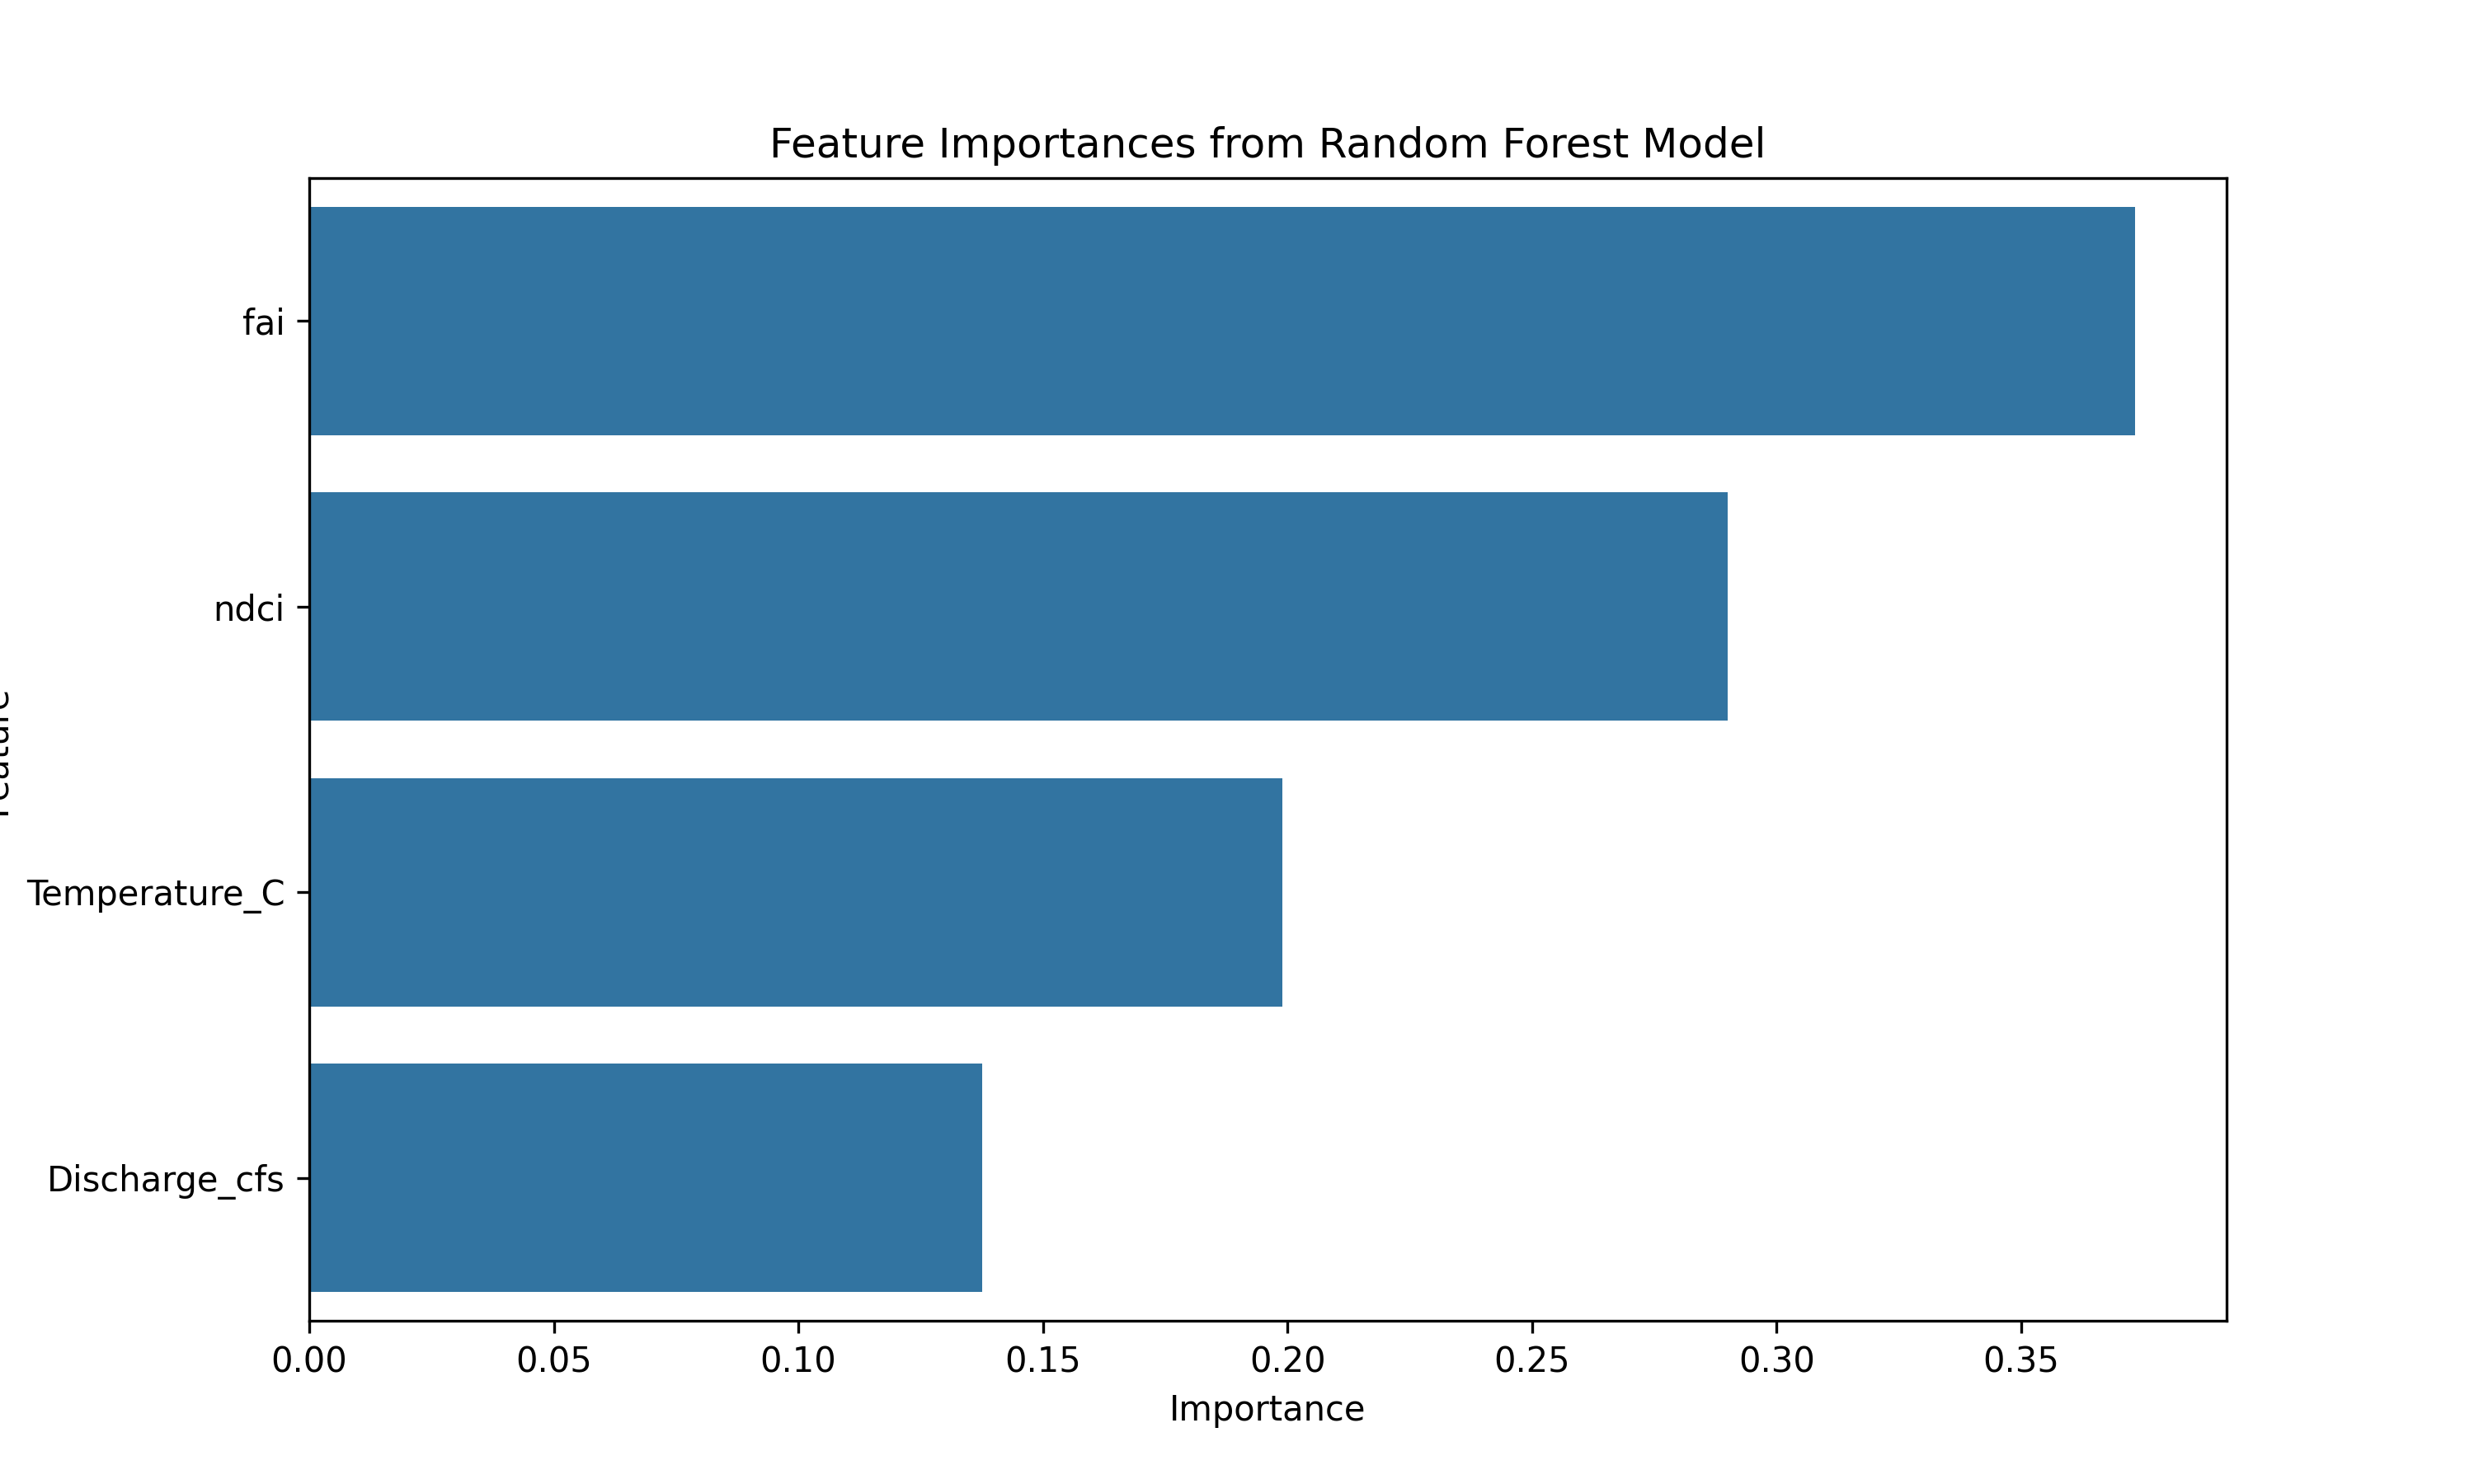 Feature Importances from Random Forest Model
fai
ndci
Temperature_C
Discharge_cfs
0.00 0.05 0.10 0.15 0.20 0.25 0.30 0.35
Importance